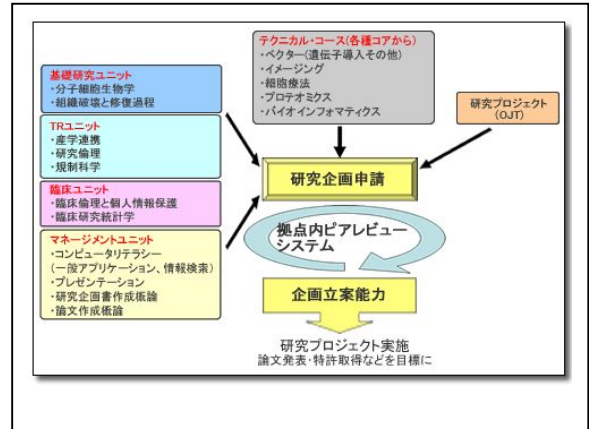 基礎研究ユニット
・分子細胞生物学
・組織破壊と修復過程
TRユニット
・産学連携
・研究倫理
・規制科学
臨床ユニット
・臨床倫理と個人情報保護
・臨床研究統計学
マネージメントユニット
・コンピュータリテラシー
(一般アプリケーション、情報検索)
・プレゼンテーション
・研究企画書作成概論
・論文作成概論
テクニカル・コース(各種コアから)
・ベクター(遺伝子導入その他)
・イメージング
・細胞療法
・プロテオミクス
・バイオインフォマティクス
研究プロジェクト
(OJT)
研究企画申請
拠点内ピアレビュー
システム
企画立案能力
研究プロジェクト実施
論文発表・特許取得などを目標に